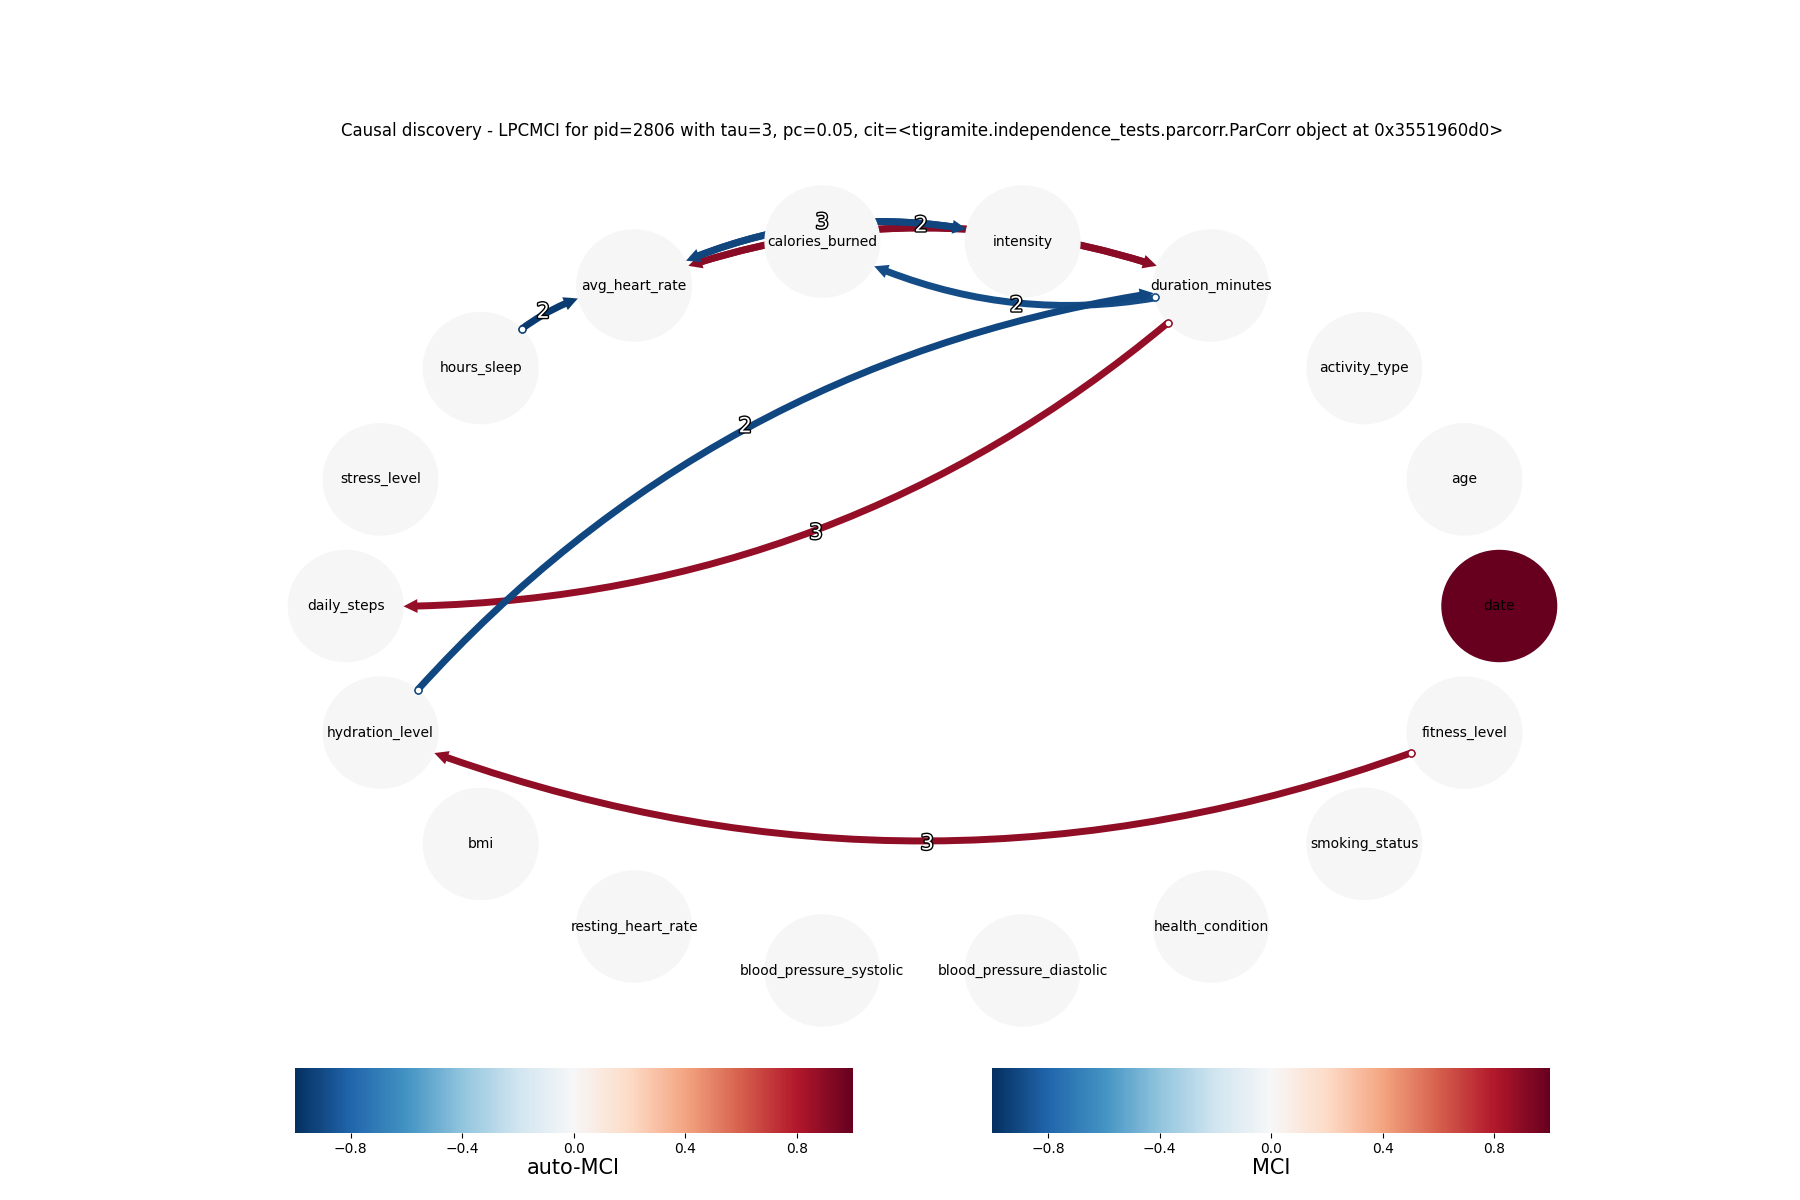 Causal discovery - LPCMCI for pid=2806 with tau=3, pc=0.05, cit=<tigramite.independence_tests.parcorr.ParCorr object at 0x3551960d0>
3
2
calories_burned
intensity
avg_heart_rate
duration_minutes
2
2
hours_sleep
activity_type
2
stress_level
age
3
daily_steps
date
hydration_level
fitness_level
3
bmi
smoking_status
resting_heart_rate
health_condition
blood_pressure_systolic
blood_pressure_diastolic
−0.8 −0.4 0.0 0.4 0.8
auto-MCI
−0.8 −0.4 0.0 0.4 0.8
MCI